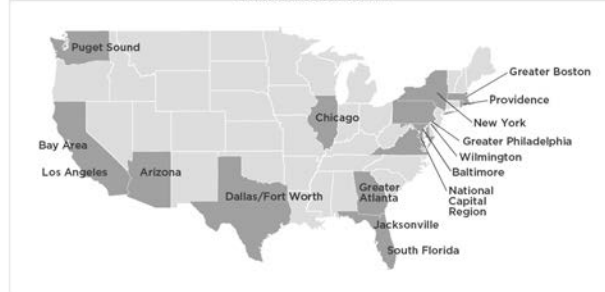 Puget Sound
Greater Boston
Providence
Chicago
New York
Greater Philadelphia
Bay Area
Wilmington
Los Angeles
Arizona
Baltimore
Dallas/Fort Worth
Greater
Atlanta
National
Capital
Region
Jacksonville
South Florida